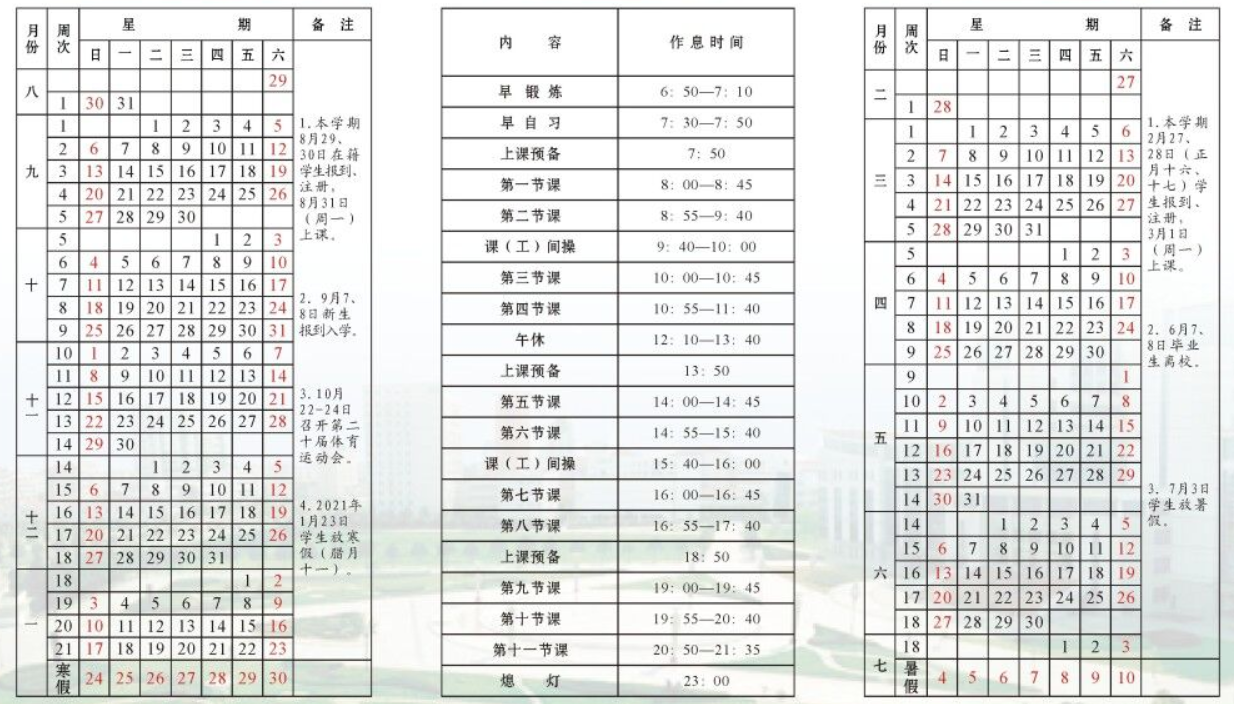 月份 周次 星期 备注
日 一 二 三 四 五 六
八 29
1 30 31
九 1 1 2 3 4 5
2 6 7 8 9 10 11 12
3 13 14 15 16 17 18 19
4 20 21 22 23 24 25 26
5 27 28 29 30
十 5 1 2 3
6 4 5 6 7 8 9 10
7 11 12 13 14 15 16 17
8 18 19 20 21 22 23 24
9 25 26 27 28 29 30 31
十一 10 1 2 3 4 5 6 7
11 8 9 10 11 12 13 14
12 15 16 17 18 19 20 21
13 22 23 24 25 26 27 28
14 29 30
十二 14 1 2 3 4 5
15 6 7 8 9 10 11 12
16 13 14 15 16 17 18 19
17 20 21 22 23 24 25 26
18 27 28 29 30 31
一 18 1 2
19 3 4 5 6 7 8 9
20 10 11 12 13 14 15 16
21 17 18 19 20 21 22 23
寒假 24 25 26 27 28 29 30
1.本学期
8月29、
30日在籍
学生报到、
注册,
8月31日
(周一)
上课。
2. 9月7、
8日新生
报到入学。
3.10月
22-24日
召开第二
十届体育
运动会。
4.2021年
1月23日
学生放寒
假(腊月
十一)。
内容 作息时间
早锻炼 6: 50—7: 10
早自习 7: 30—7: 50
上课预备 7: 50
第一节课 8: 00—8: 45
第二节课 8: 55—9: 40
课(工)间操 9: 40—10: 00
第三节课 10: 00—10: 45
第四节课 10: 55—11: 40
午休 12: 10—13: 40
上课预备 13: 50
第五节课 14: 00—14: 45
第六节课 14: 55—15: 40
课(工)间操 15: 40—16: 00
第七节课 16: 00—16: 45
第八节课 16: 55—17: 40
上课预备 18: 50
第九节课 19: 00—19: 45
第十节课 19: 55—20: 40
第十一节课 20: 50—21: 35
熄灯 23: 00
月份 周次 星期 备注
日 一 二 三 四 五 六
二 27
1 28
三 1 1 2 3 4 5 6
2 7 8 9 10 11 12 13
3 14 15 16 17 18 19 20
4 21 22 23 24 25 26 27
5 28 29 30 31
四 5 1 2 3
6 4 5 6 7 8 9 10
7 11 12 13 14 15 16 17
8 18 19 20 21 22 23 24
9 25 26 27 28 29 30
五 9 1
10 2 3 4 5 6 7 8
11 9 10 11 12 13 14 15
12 16 17 18 19 20 21 22
13 23 24 25 26 27 28 29
14 30 31
六 14 1 2 3 4 5
15 6 7 8 9 10 11 12
16 13 14 15 16 17 18 19
17 20 21 22 23 24 25 26
18 27 28 29 30
七 18 1 2 3
暑假 4 5 6 7 8 9 10
1.本学期
2月27、
28日(正
月十六、
十七)学
生报到、
注册,
3月1日
(周一)
上课。
2. 6月7、
8日毕业
生离校。
3. 7月3日
学生放暑
假。